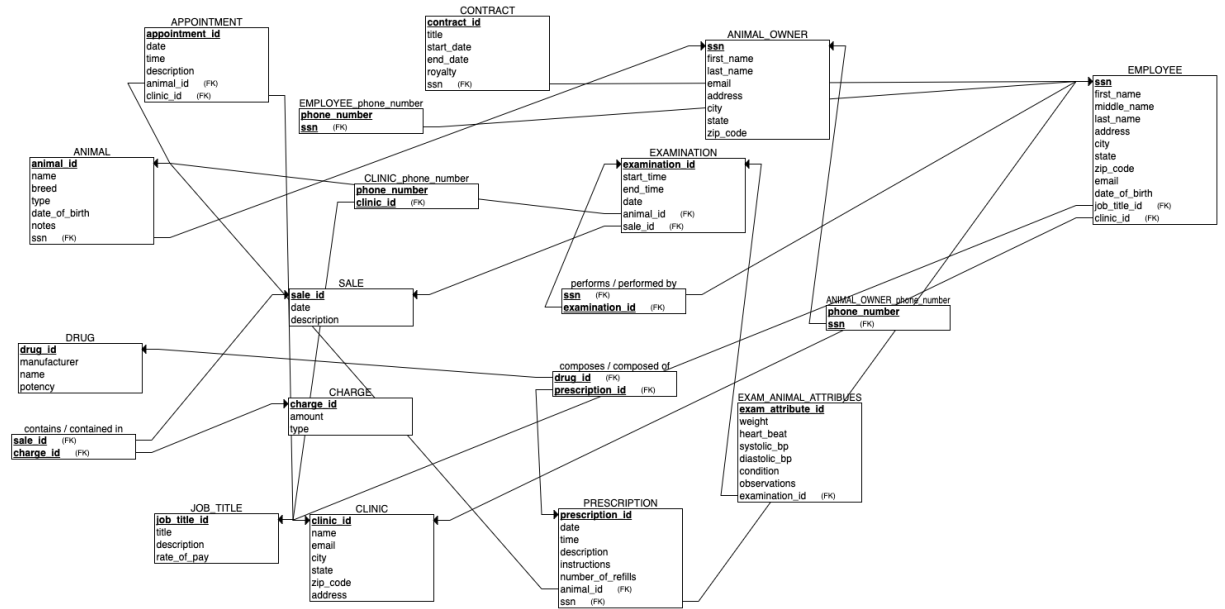 APPOINTMENT
appointment_id
date
time
description
animal_id (FK)
clinic_id (FK)
CONTRACT
contract_id
title
start_date
end_date
royalty
ssn (FK)
ANIMAL_OWNER
ssn
first_name
last_name
email
address
city
state
zip_code
EMPLOYEE
ssn
first_name
middle_name
last_name
address
city
state
zip_code
email
date_of_birth
job_title_id (FK)
clinic_id (FK)
EMPLOYEE_phone_number
phone_number
ssn (FK)
ANIMAL
animal_id
name
breed
type
date_of_birth
notes
ssn (FK)
CLINIC_phone_number
phone_number
clinic_id (FK)
EXAMINATION
examination_id
start_time
end_time
date
animal_id (FK)
sale_id (FK)
SALE
sale_id
date
description
performs / performed by
ssn (FK)
examination_id (FK)
ANIMAL_OWNER_phone_number
phone_number
ssn (FK)
DRUG
drug_id
manufacturer
name
potency
composes / composed of
drug_id (FK)
prescription_id (FK)
CHARGE
charge_id
amount
type
EXAM_ANIMAL_ATTRIBUES
exam_attribute_id
weight
heart_beat
systolic_bp
diastolic_bp
condition
observations
examination_id (FK)
contains / contained in
sale_id (FK)
charge_id (FK)
JOB_TITLE
job_title_id
title
description
rate_of_pay
CLINIC
clinic_id
name
email
city
state
zip_code
address
PRESCRIPTION
prescription_id
date
time
description
instructions
number_of_refills
animal_id (FK)
ssn (FK)